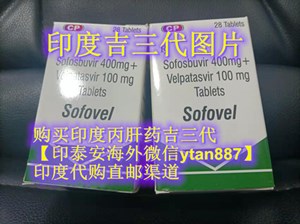 CP
28 Tablets
28 Tablets
印度吉三代图片
Sofosbuvir 400mg+
Velpatasvir 100 mg
Tablets
Sofovel
Sofosbuvir 400mg+
Velpatasvir 100 mg
Tablets
Sofovel
购买印度丙肝药吉三代
【印泰安海外微信ytan887】
印度代购直邮渠道